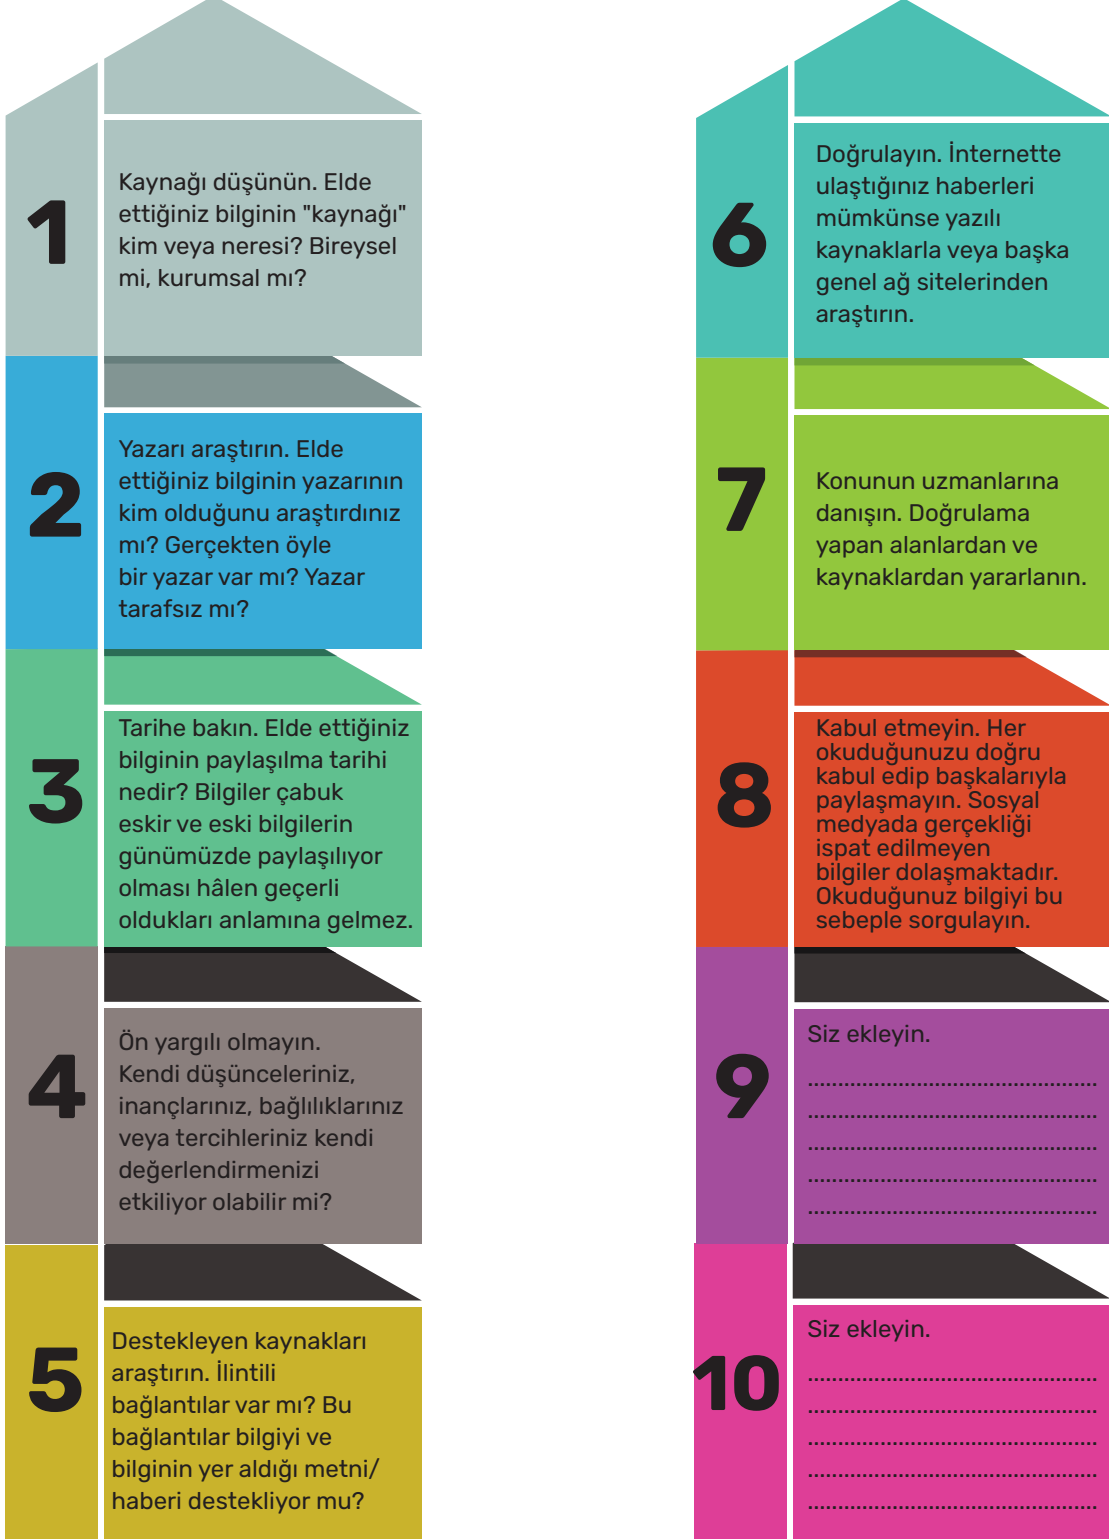 1
Kaynağı düşünün. Elde
ettiğiniz bilginin "kaynağı"
kim veya neresi? Bireysel
mi, kurumsal mı?
2
Yazarı araştırın. Elde
ettiğiniz bilginin yazarının
kim olduğunu araştırdınız
mı? Gerçekten öyle
bir yazar var mı? Yazar
tarafsız mı?
3
Tarihe bakın. Elde ettiğiniz
bilginin paylaşılma tarihi
nedir? Bilgiler çabuk
eskir ve eski bilgilerin
günümüzde paylaşılıyor
olması hâlen geçerli
oldukları anlamına gelmez.
4
Ön yargılı olmayın.
Kendi düşünceleriniz,
inançlarınız, bağlılıklarınız
veya tercihleriniz kendi
değerlendirmenizi
etkiliyor olabilir mi?
5
Destekleyen kaynakları
araştırın. İlintili
bağlantılar var mı? Bu
bağlantılar bilgiyi ve
bilginin yer aldığı metni/
haberi destekliyor mu?
6
Doğrulayın. İnternette
ulaştığınız haberleri
mümkünse yazılı
kaynaklarla veya başka
genel ağ sitelerinden
araştırın.
7
Konunun uzmanlarına
danışın. Doğrulama
yapan alanlardan ve
kaynaklardan yararlanın.
8
Kabul etmeyin. Her
okuduğunuzu doğru
kabul edip başkalarıyla
paylaşmayın. Sosyal
medyada gerçekliği
ispat edilmeyen
bilgiler dolaşmaktadır.
Okuduğunuz bilgiyi bu
sebeple sorgulayın.
9
Siz ekleyin.
................................................
................................................
................................................
................................................
................................................
10
Siz ekleyin.
................................................
................................................
................................................
................................................
................................................